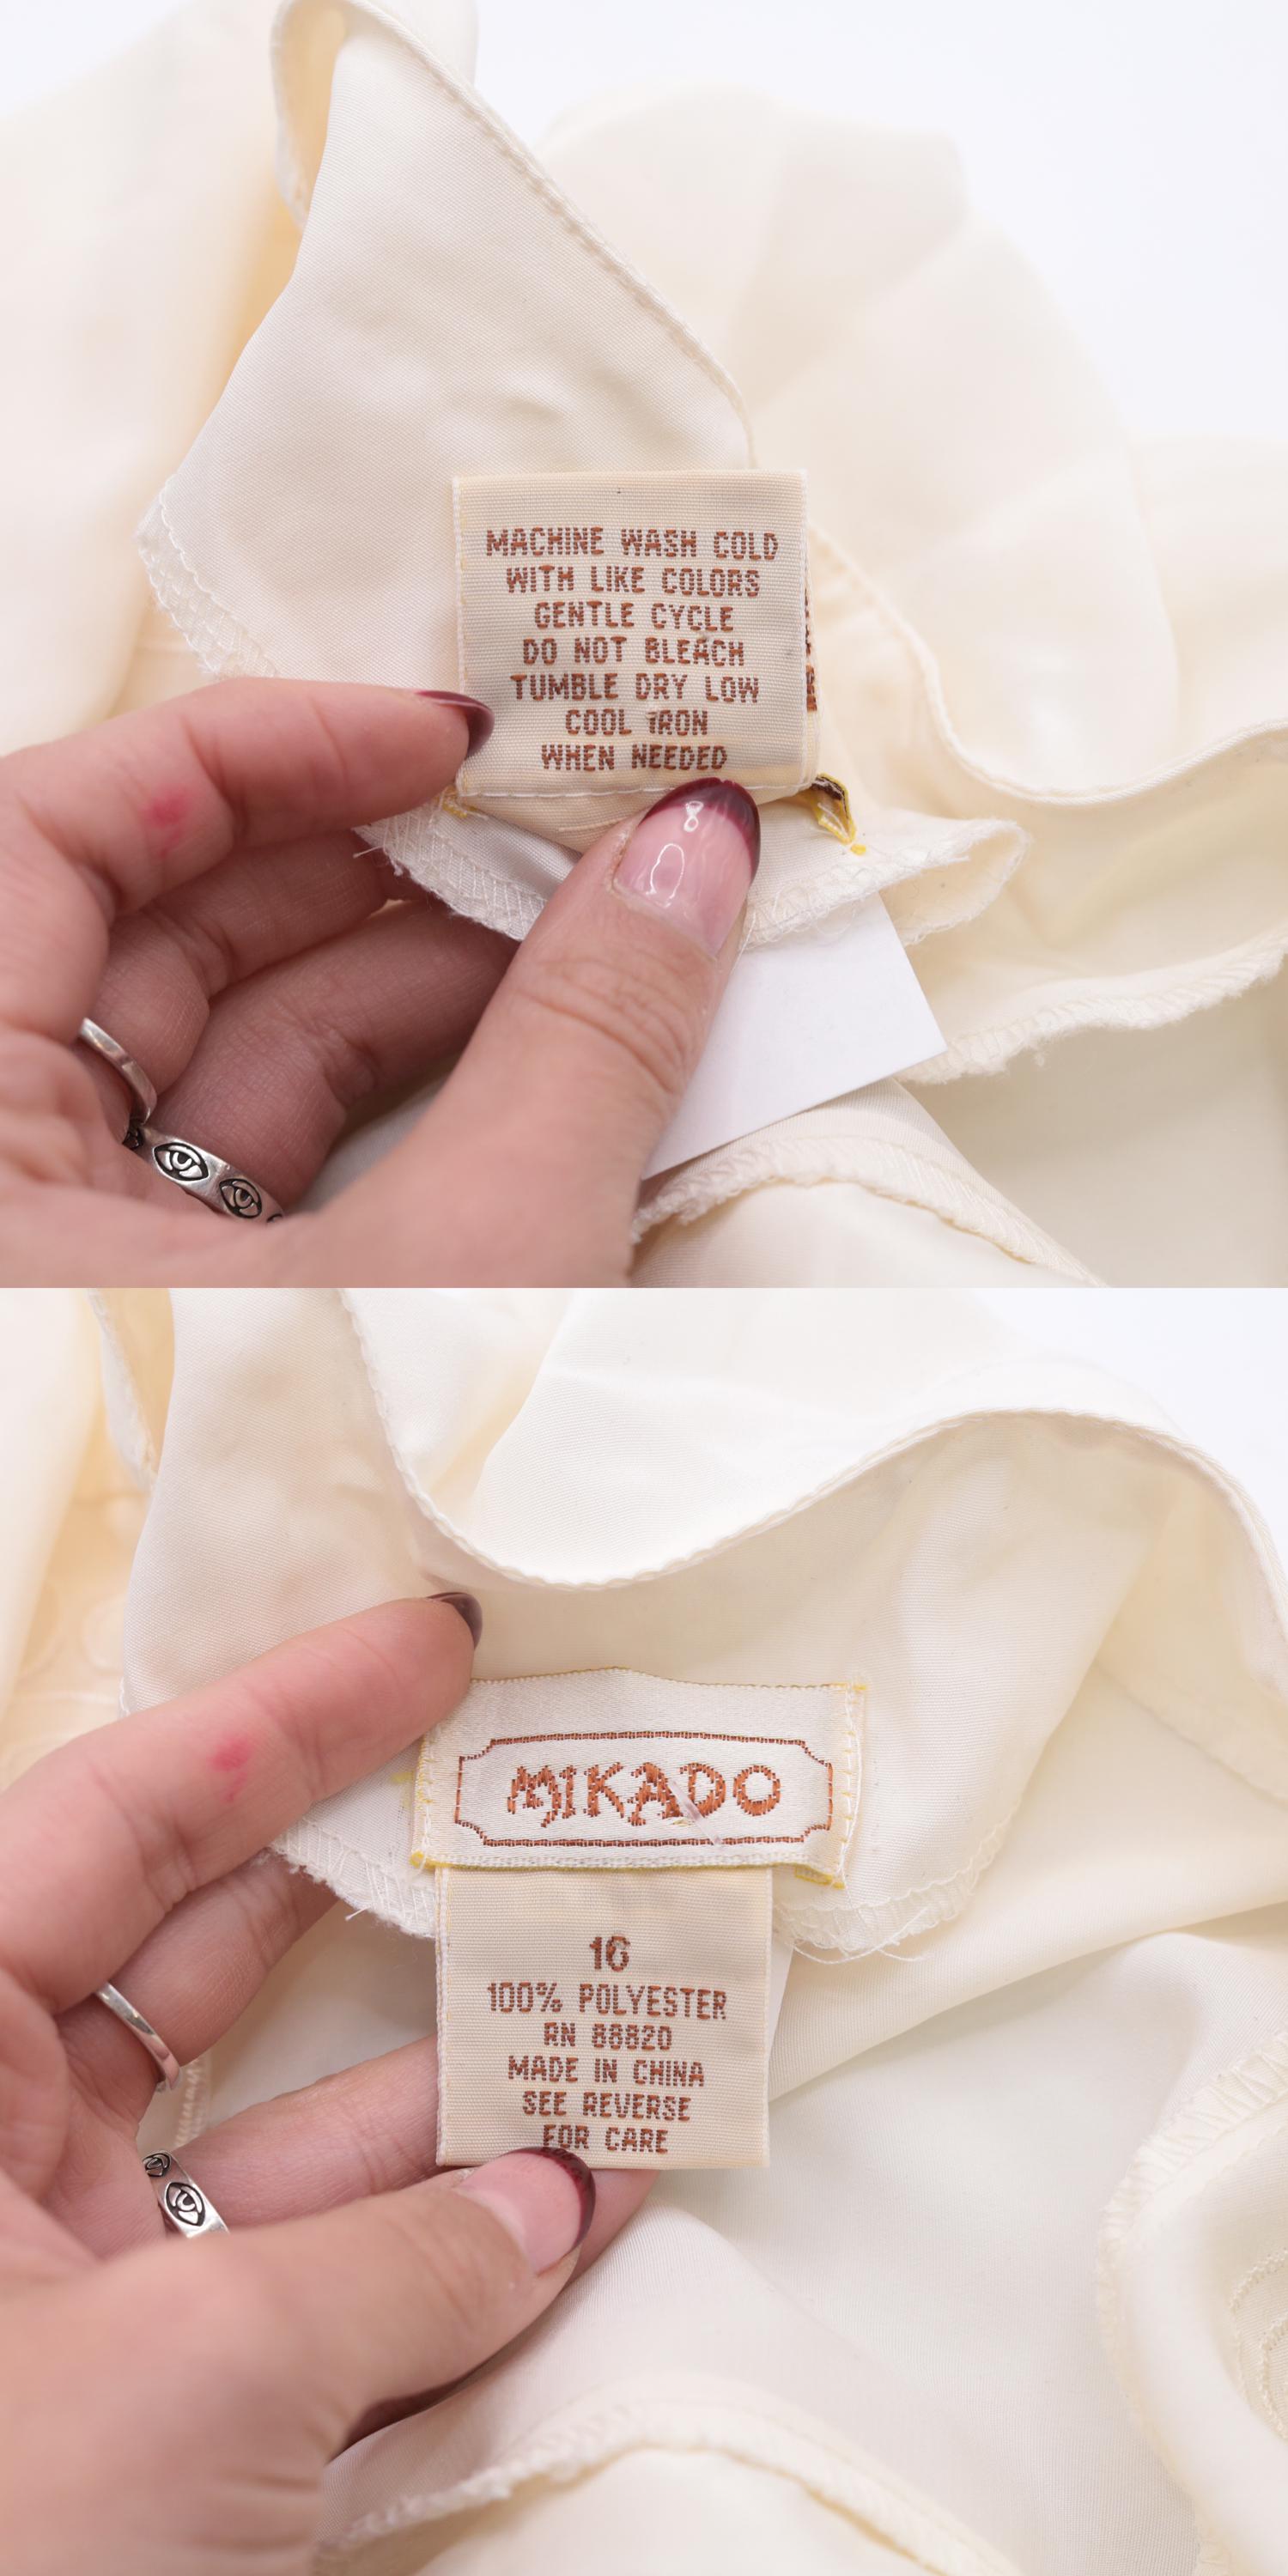 MACHINE WASH COLD
WITH LIKE COLORS
GENTLE CYCLE
DO NOT BLEACH
TUMBLE DRY LOW
COOL IRON
WHEN NEEDED
MIKADO
16
100% POLYESTER
RN 88820
MADE IN CHINA
SEE REVERSE
FOR CARE